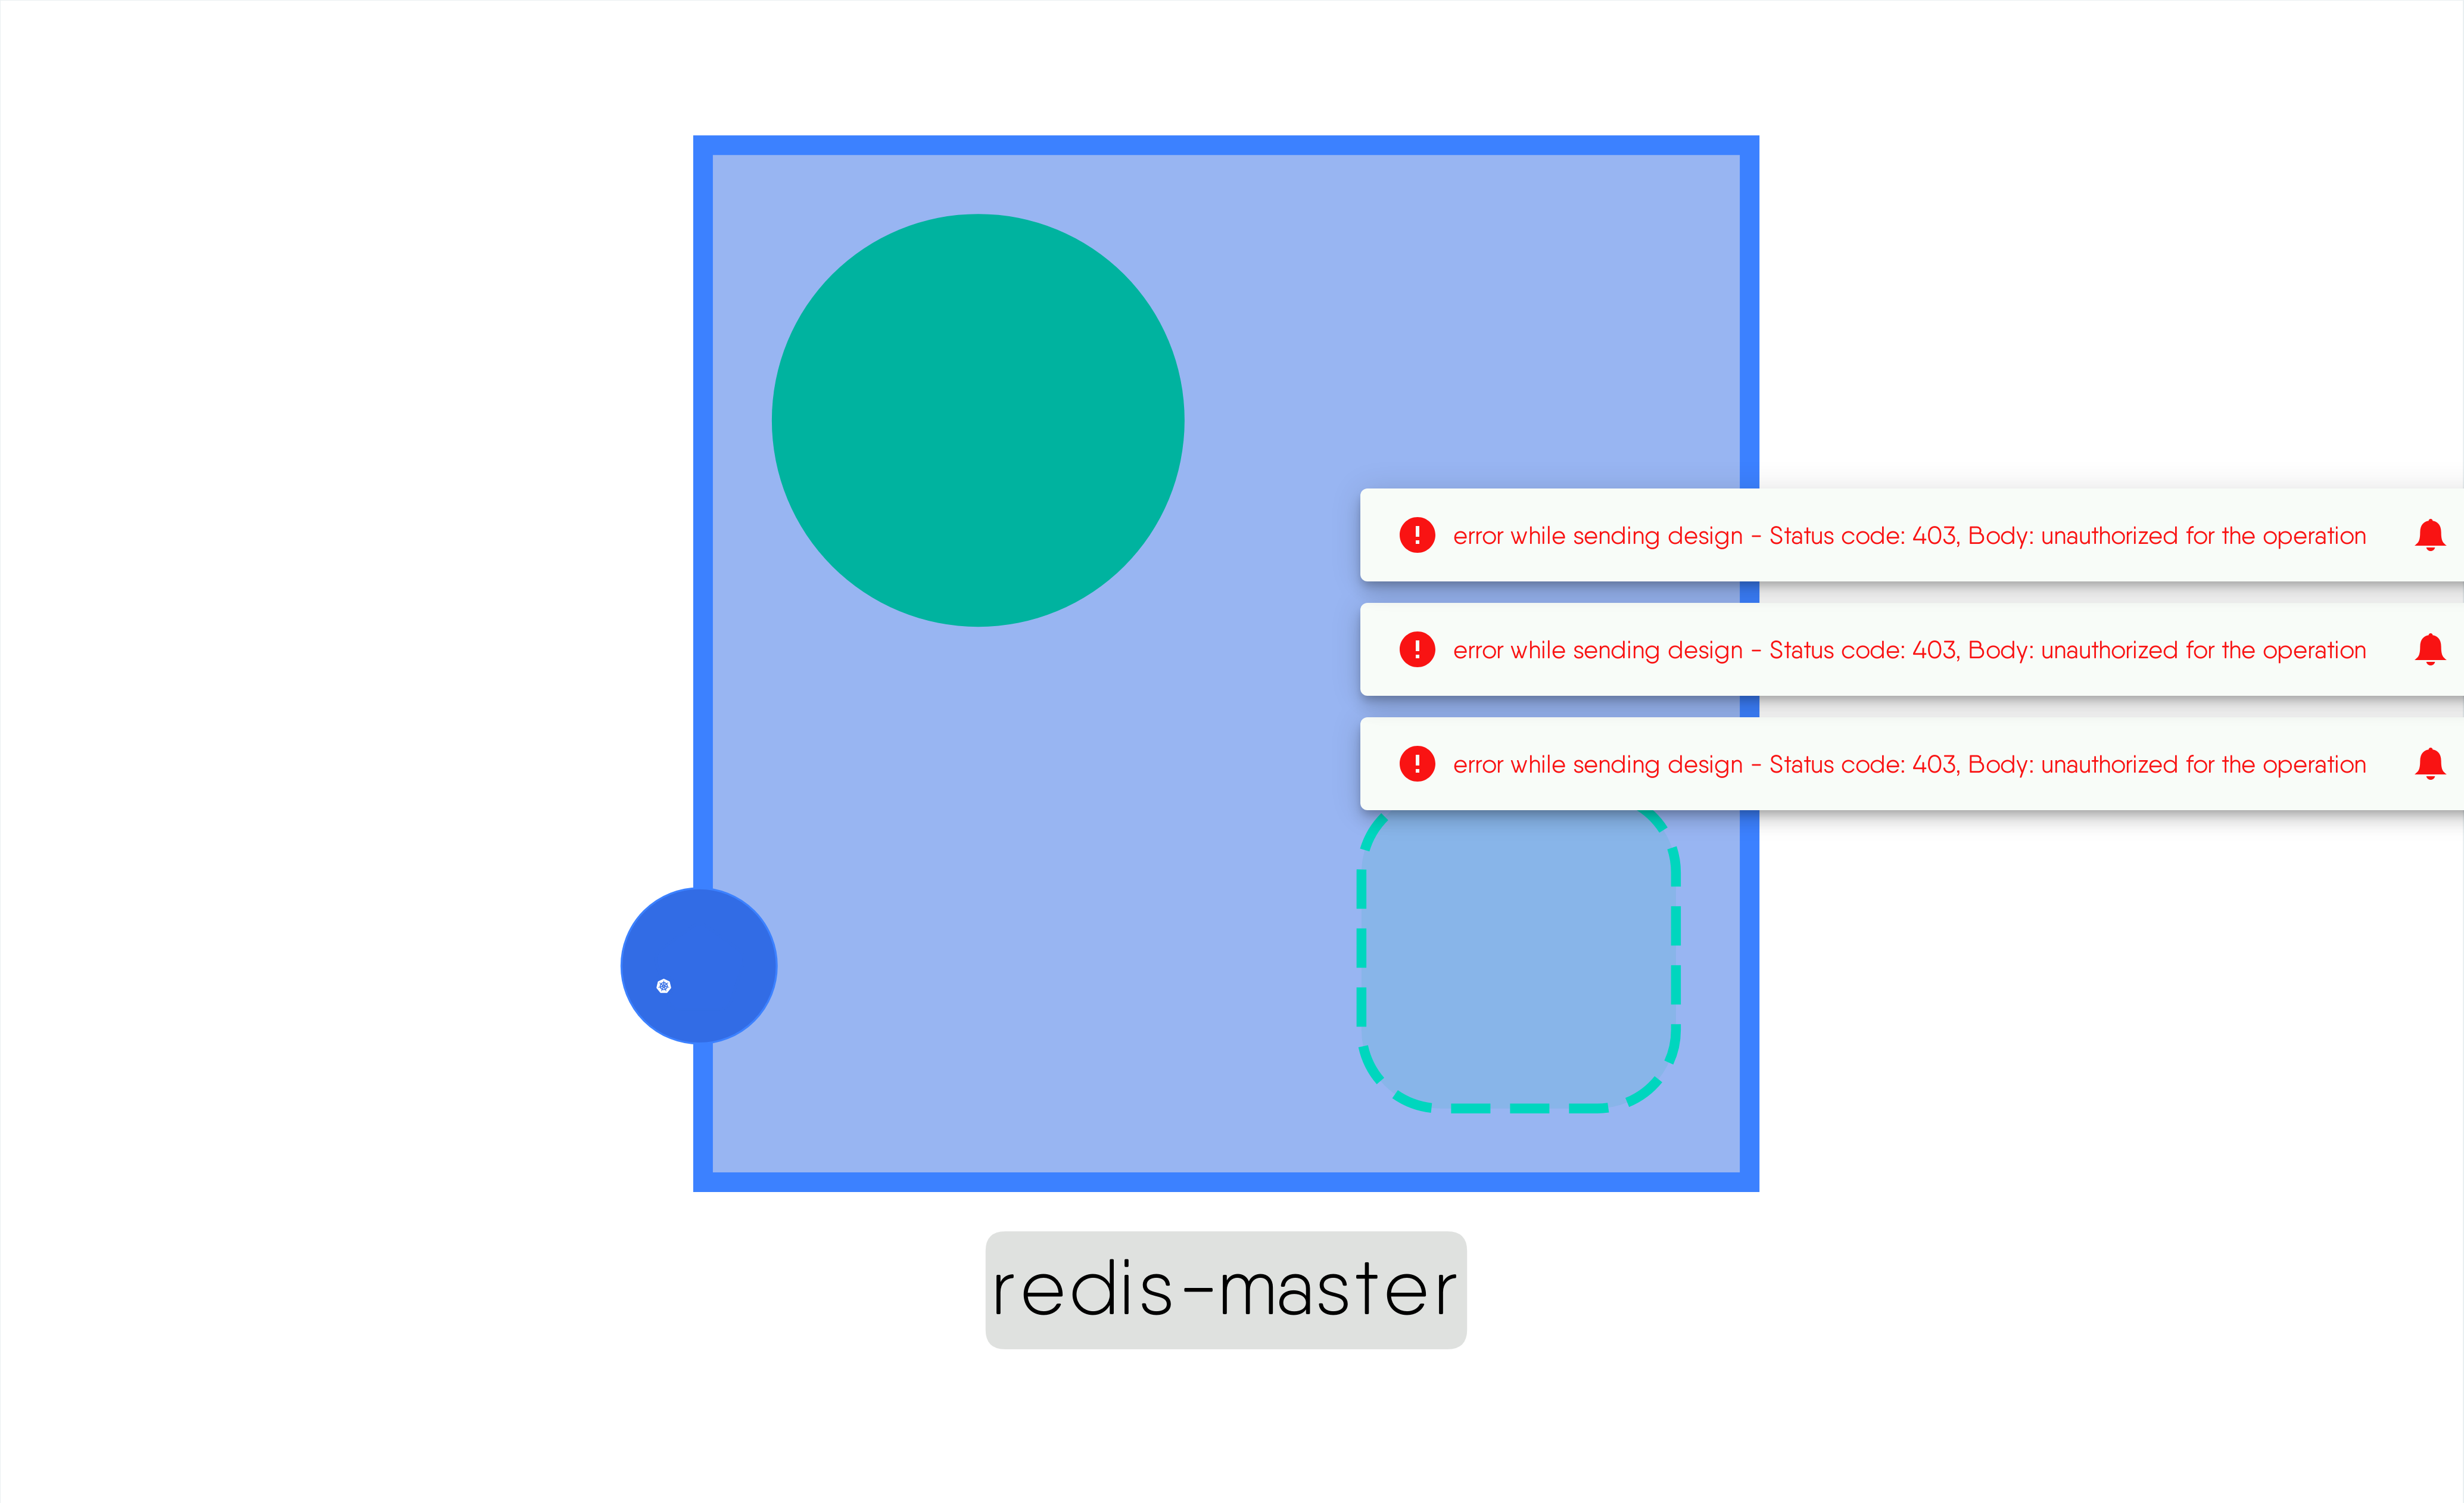 error while sending design - Status code: 403, Body: unauthorized for the operation
error while sending design - Status code: 403, Body: unauthorized for the operation
error while sending design - Status code: 403, Body: unauthorized for the operation
redis-master